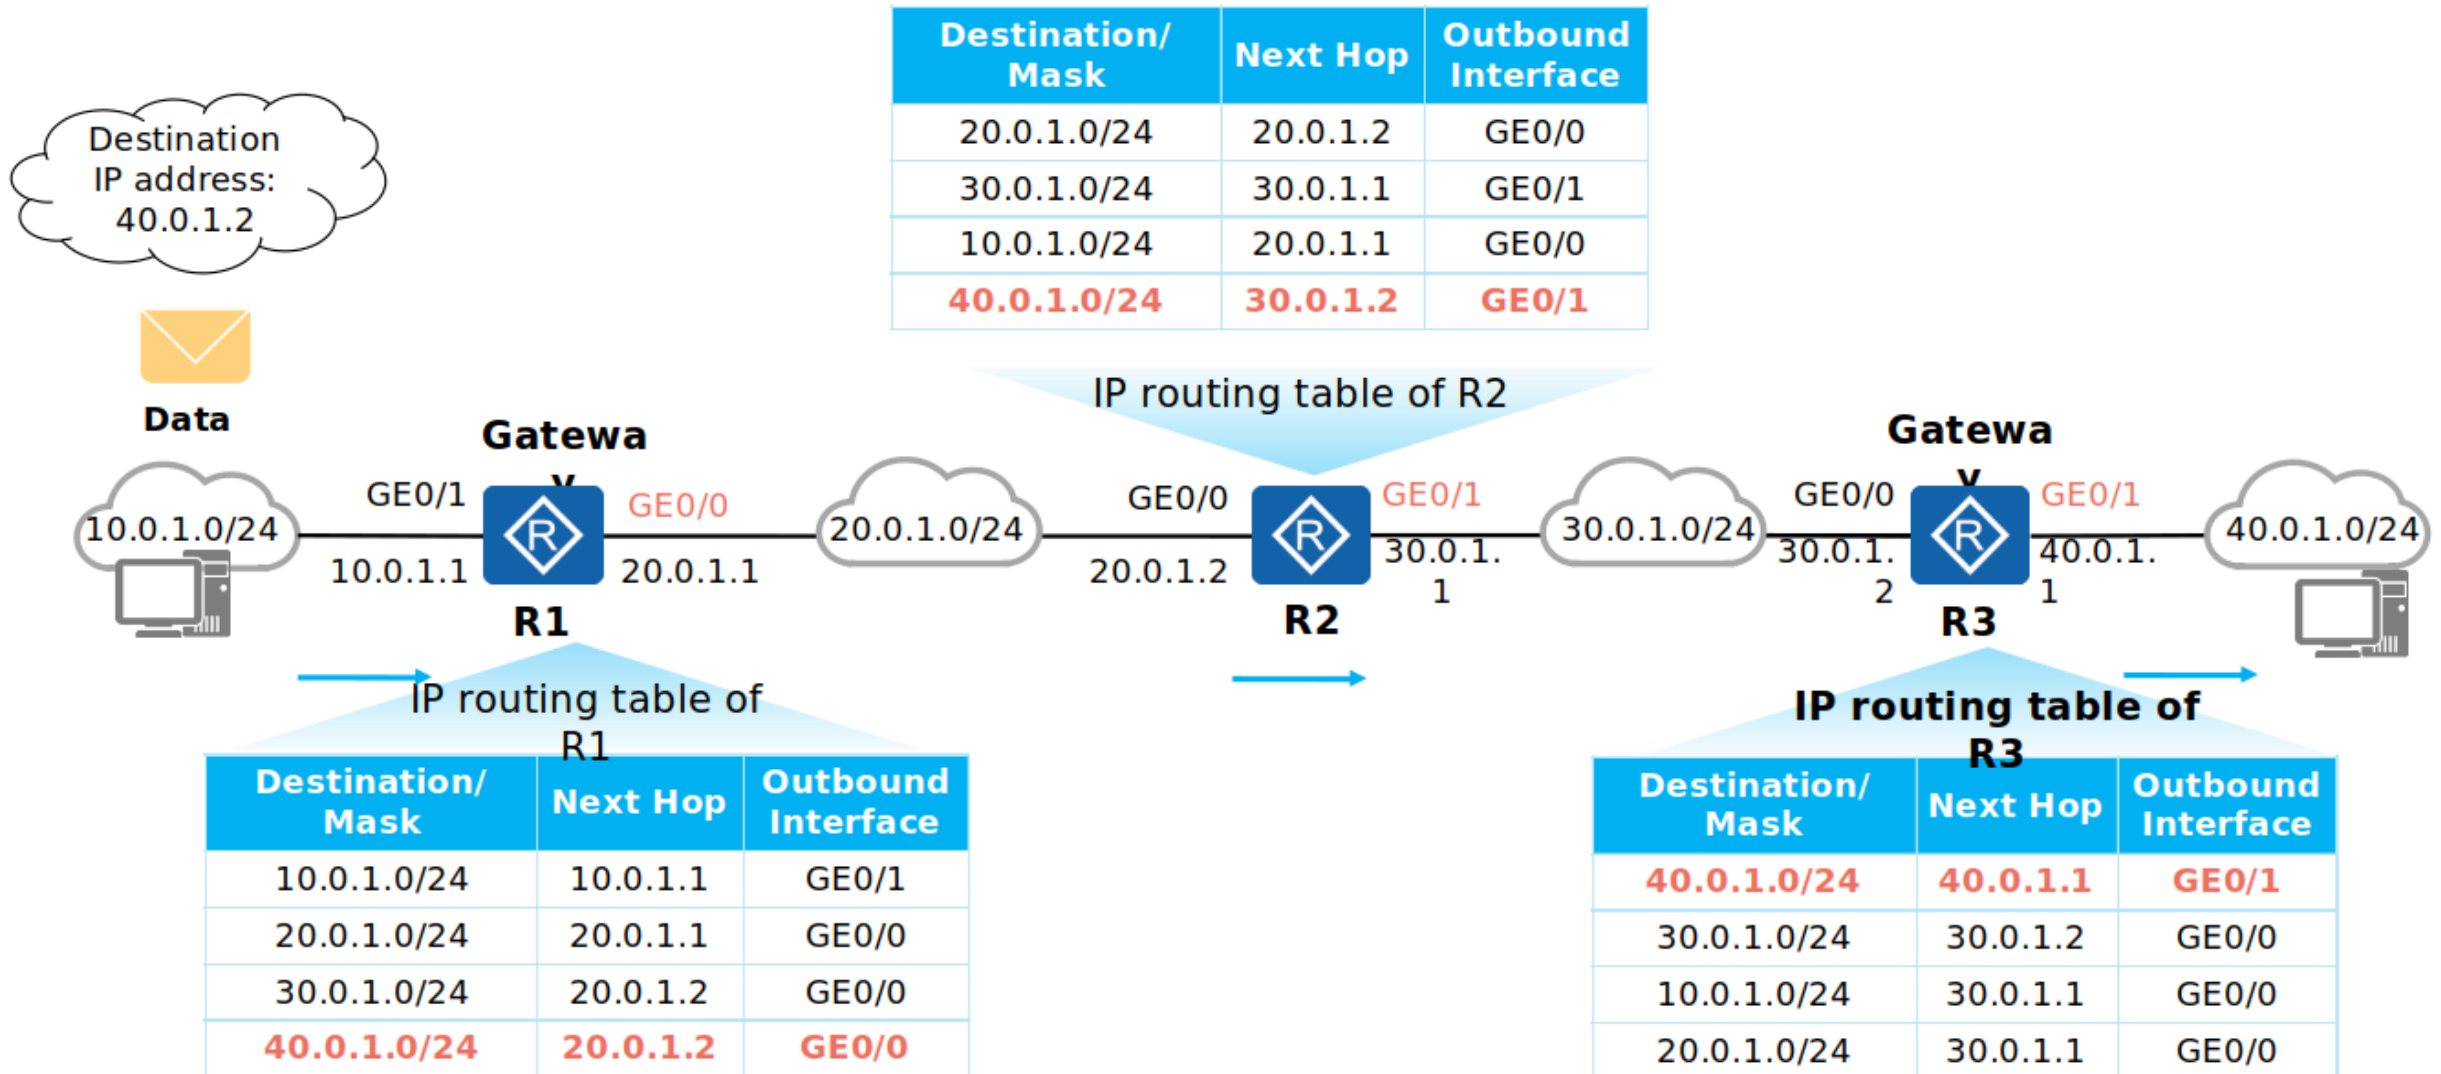 Destination/
Mask
Next Hop
Outbound
Interface
20.0.1.0/24 20.0.1.2 GE0/0
30.0.1.0/24 30.0.1.1 GE0/1
10.0.1.0/24 20.0.1.1 GE0/0
40.0.1.0/24 30.0.1.2 GE0/1
IP routing table of R2
Destination
IP address:
40.0.1.2
Data
10.0.1.0/24
GE0/1
10.0.1.1
Gatewa
y
R
R1
GE0/0
20.0.1.1
20.0.1.0/24
GE0/0
20.0.1.2
R
R2
GE0/1
30.0.1.
1
30.0.1.0/24
GE0/0
30.0.1.
2
Gatewa
y
R
R3
GE0/1
40.0.1.
1
40.0.1.0/24
IP routing table of
R1
Destination/
Mask
Next Hop
Outbound
Interface
10.0.1.0/24 10.0.1.1 GE0/1
20.0.1.0/24 20.0.1.1 GE0/0
30.0.1.0/24 20.0.1.2 GE0/0
40.0.1.0/24 20.0.1.2 GE0/0
IP routing table of
R3
Destination/
Mask
Next Hop
Outbound
Interface
40.0.1.0/24 40.0.1.1 GE0/1
30.0.1.0/24 30.0.1.2 GE0/0
10.0.1.0/24 30.0.1.1 GE0/0
20.0.1.0/24 30.0.1.1 GE0/0